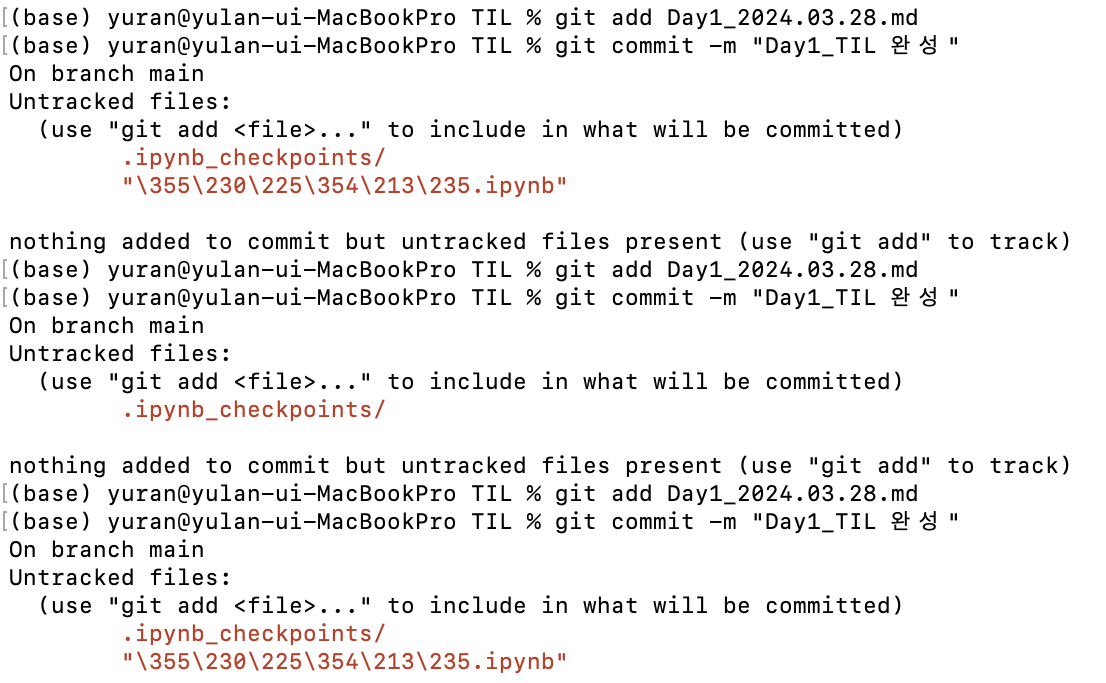 [(base) yuran@yulan-ui-MacBookPro TIL % git add Day1_2024.03.28.md
[(base) yuran@yulan-ui-MacBookPro TIL % git commit -m "Day1_TIL 완성"
On branch main
Untracked files:
  (use "git add <file>..." to include in what will be committed)
        .ipynb_checkpoints/
        "\355\230\225\354\213\235.ipynb"

nothing added to commit but untracked files present (use "git add" to track)
[(base) yuran@yulan-ui-MacBookPro TIL % git add Day1_2024.03.28.md
[(base) yuran@yulan-ui-MacBookPro TIL % git commit -m "Day1_TIL 완성"
On branch main
Untracked files:
  (use "git add <file>..." to include in what will be committed)
        .ipynb_checkpoints/

nothing added to commit but untracked files present (use "git add" to track)
[(base) yuran@yulan-ui-MacBookPro TIL % git add Day1_2024.03.28.md
[(base) yuran@yulan-ui-MacBookPro TIL % git commit -m "Day1_TIL 완성"
On branch main
Untracked files:
  (use "git add <file>..." to include in what will be committed)
        .ipynb_checkpoints/
        "\355\230\225\354\213\235.ipynb"